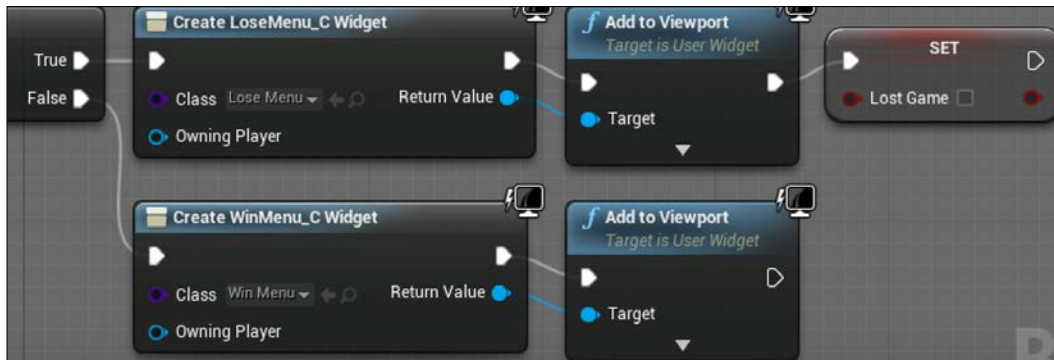 True
False
Create LoseMenu_C Widget
Class Lose Menu
Return Value
Owning Player
Add to Viewport
Target is User Widget
Target
SET
Lost Game
Create WinMenu_C Widget
Class Win Menu
Return Value
Owning Player
Add to Viewport
Target is User Widget
Target